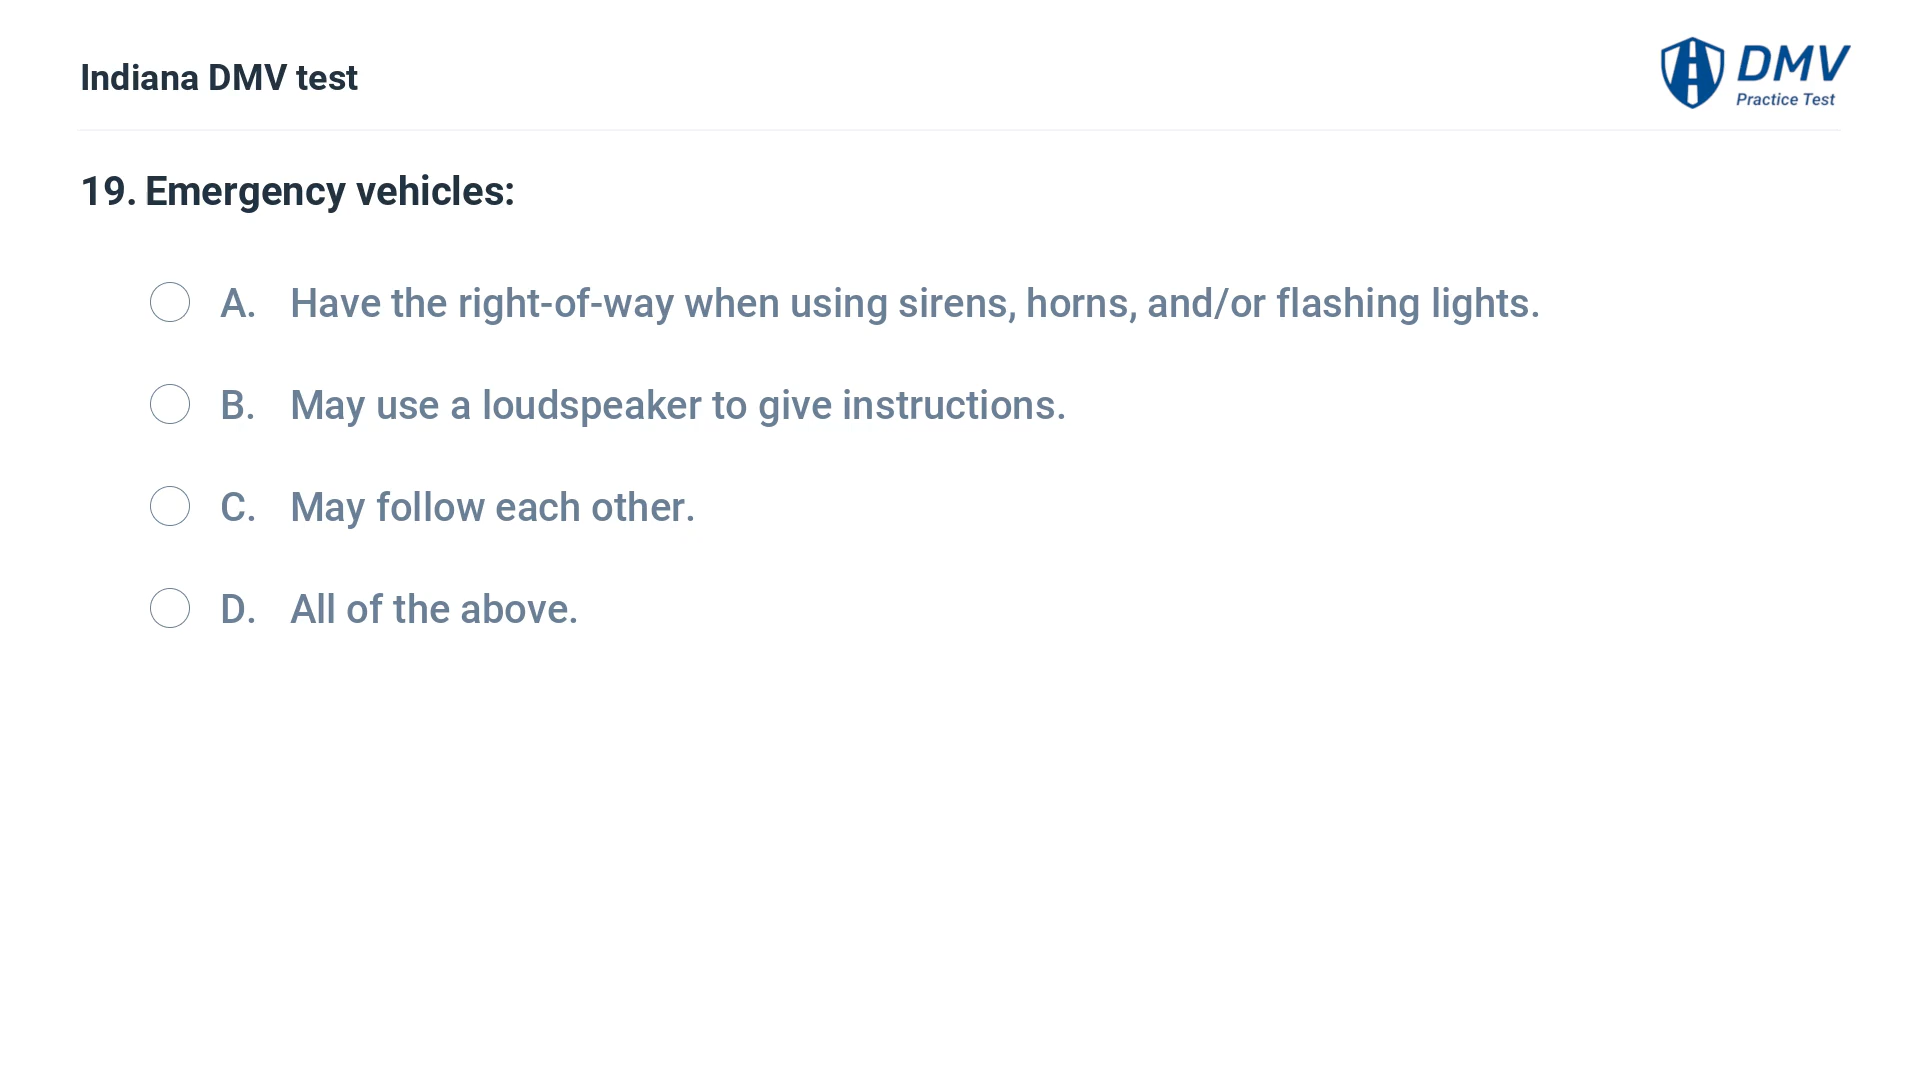 Indiana DMV test
DMV
Practice Test
19. Emergency vehicles:
A. Have the right-of-way when using sirens, horns, and/or flashing lights.
B. May use a loudspeaker to give instructions.
C. May follow each other.
D. All of the above.